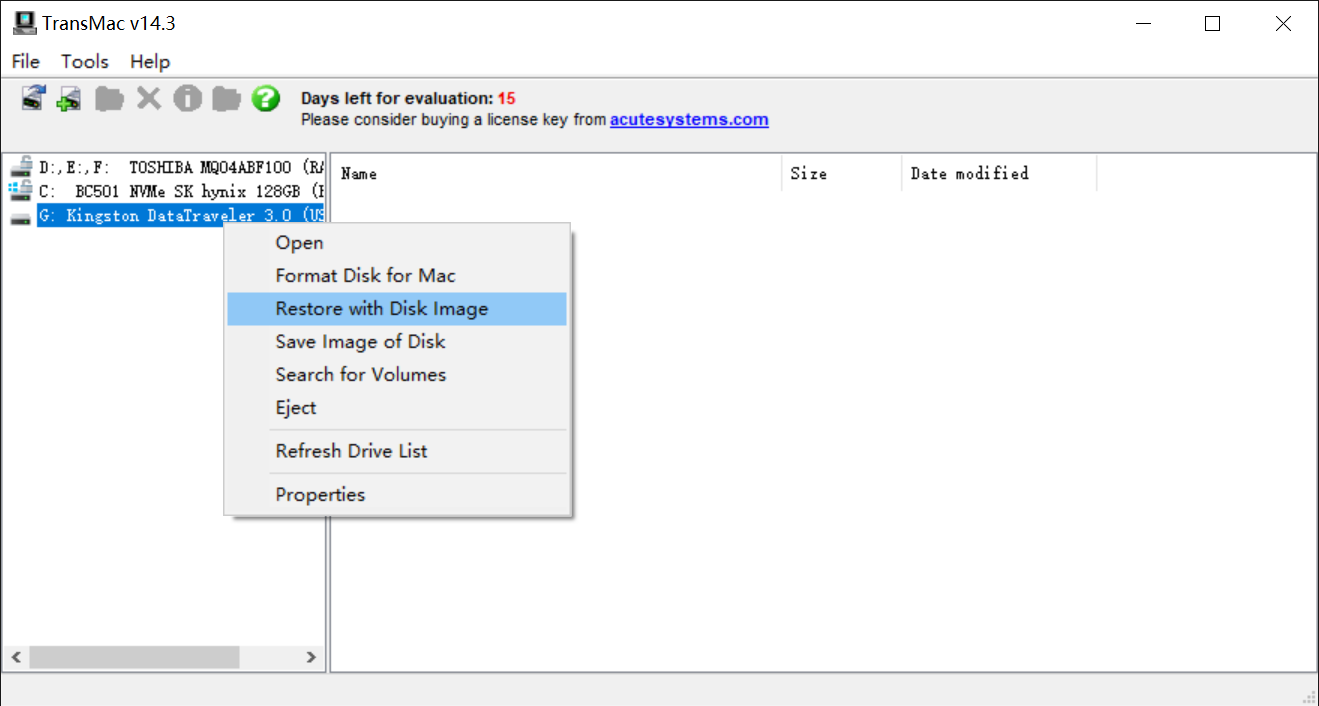 TransMac v14.3
File Tools Help
Days left for evaluation: 15
Please consider buying a license key from acutesystems.com
D:,E:,F: TOSHIBA MQ04ABF100 (RA
C: BC501 NVMe SK hynix 128GB (
G: Kingston DataTraveler 3.0 (US
Name Size Date modified
Open
Format Disk for Mac
Restore with Disk Image
Save Image of Disk
Search for Volumes
Eject
Refresh Drive List
Properties